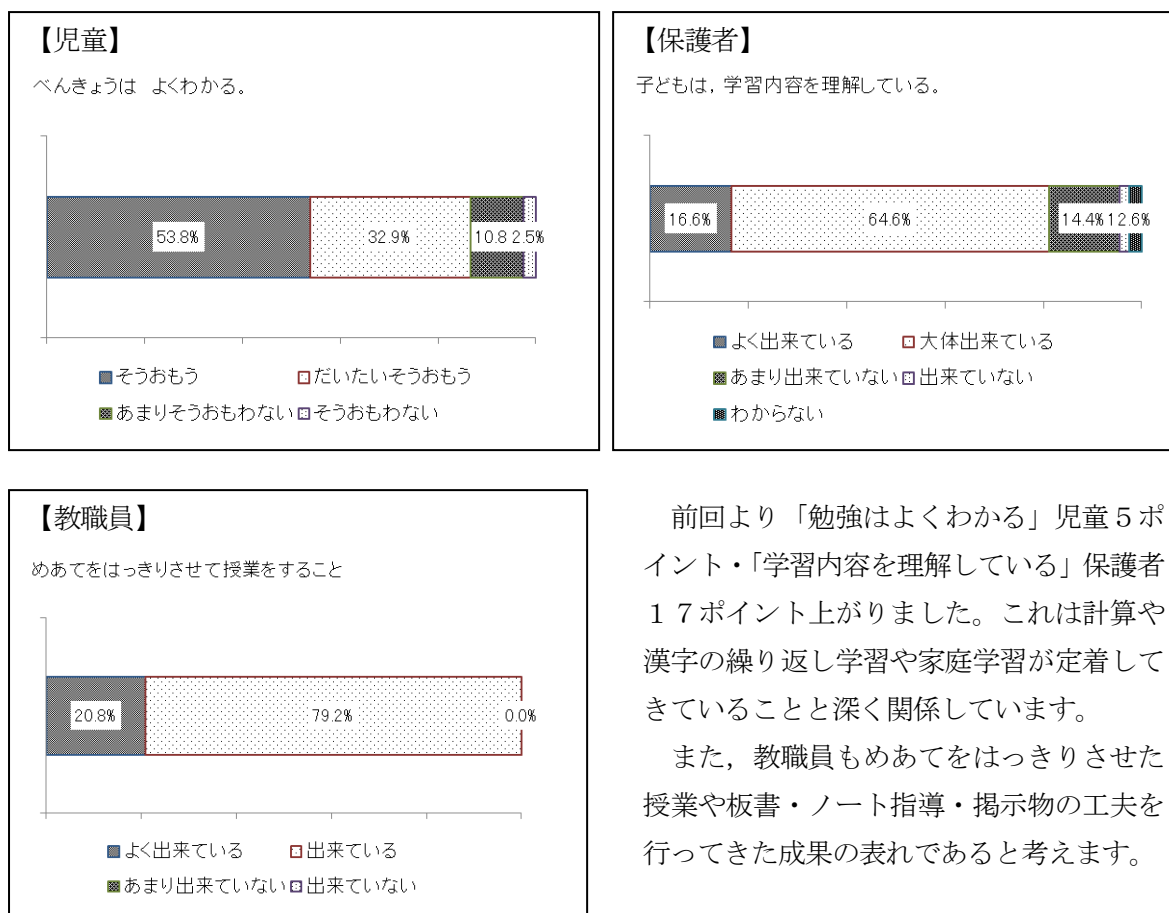 【児童】
べんきょうは よくわかる。
53.8%
32.9%
10.8
2.5%
■そうおもう □だいたいそうおもう
■あまりそうおもわない □そうおもわない
【保護者】
子どもは，学習内容を理解している。
16.6%
64.6%
14.4%
12.6%
■よく出来ている □大体出来ている
■あまり出来ていない □出来ていない
■わからない
【教職員】
めあてをはっきりさせて授業をすること
20.8%
79.2%
0.0%
■よく出来ている □出来ている
■あまり出来ていない □出来ていない
前回より「勉強はよくわかる」児童５ポ
イント・「学習内容を理解している」保護者
１７ポイント上がりました。これは計算や
漢字の繰り返し学習や家庭学習が定着して
きていることと深く関係しています。
また，教職員もめあてをはっきりさせた
授業や板書・ノート指導・掲示物の工夫を
行ってきた成果の表れであると考えます。